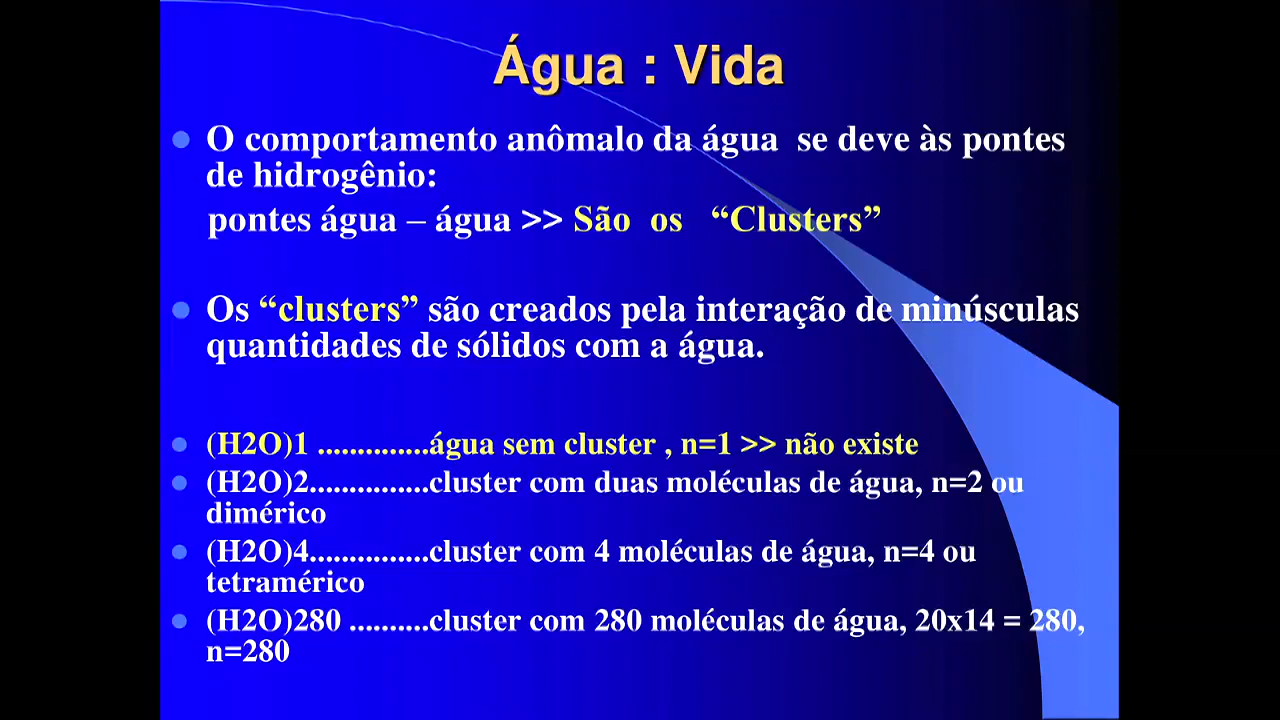 Água : Vida
O comportamento anômalo da água  se deve às pontes
de hidrogênio:
pontes água – água >> São  os   “Clusters”
Os “clusters” são creados pela interação de minúsculas
quantidades de sólidos com a água.
(H2O)1 ..............água sem cluster , n=1 >> não existe
(H2O)2...............cluster com duas moléculas de água, n=2 ou
dimérico
(H2O)4...............cluster com 4 moléculas de água, n=4 ou
tetramérico
(H2O)280 ..........cluster com 280 moléculas de água, 20x14 = 280,
n=280